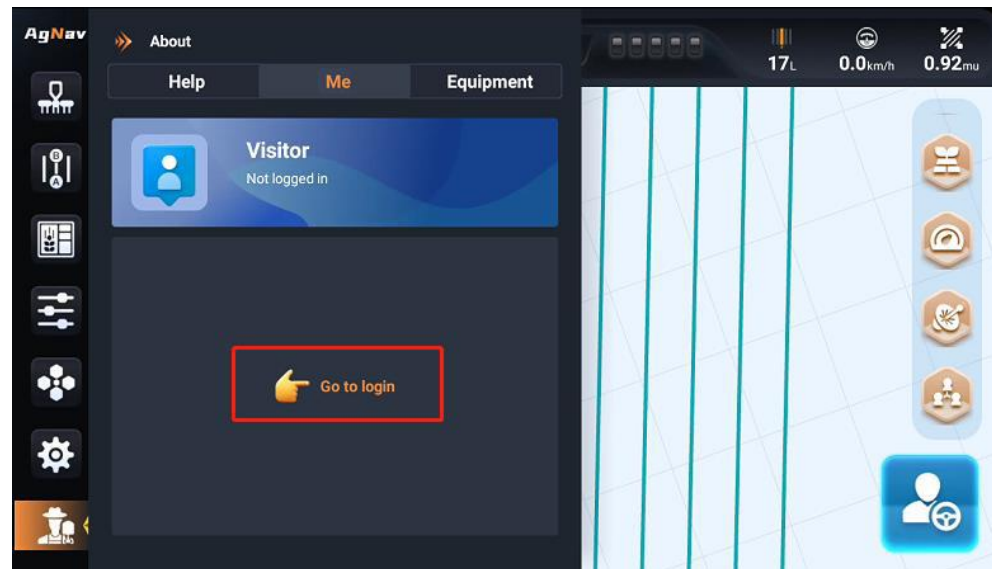 AgNav
About
Help Me Equipment
Visitor
Not logged in
Go to login
17L 0.0km/h 0.92mu
B
A